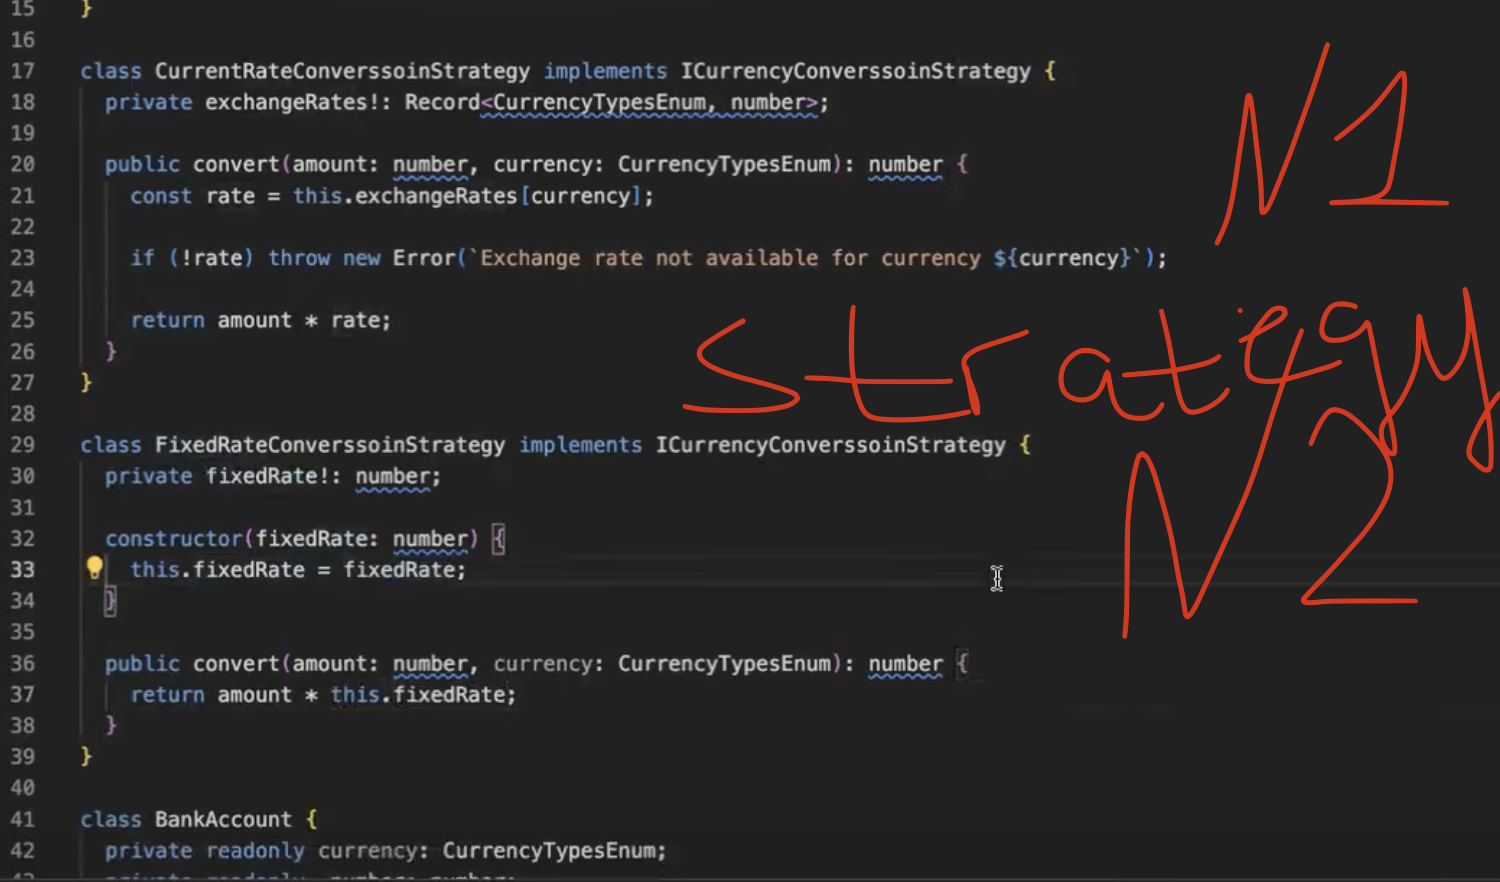 15 }
16
17 class CurrentRateConverssoinStrategy implements ICurrencyConverssoinStrategy {
18 private exchangeRates!: Record<CurrencyTypesEnum, number>;
19
20 public convert(amount: number, currency: CurrencyTypesEnum): number {
21 const rate = this.exchangeRates[currency];
22
23 if (!rate) throw new Error(`Exchange rate not available for currency ${currency}`);
24
25 return amount * rate;
26 }
27 }
28
29 class FixedRateConverssoinStrategy implements ICurrencyConverssoinStrategy {
30 private fixedRate!: number;
31
32 constructor(fixedRate: number) {
33 this.fixedRate = fixedRate;
34 }
35
36 public convert(amount: number, currency: CurrencyTypesEnum): number {
37 return amount * this.fixedRate;
38 }
39 }
40
41 class BankAccount {
42 private readonly currency: CurrencyTypesEnum;
N1
Strategy
N2